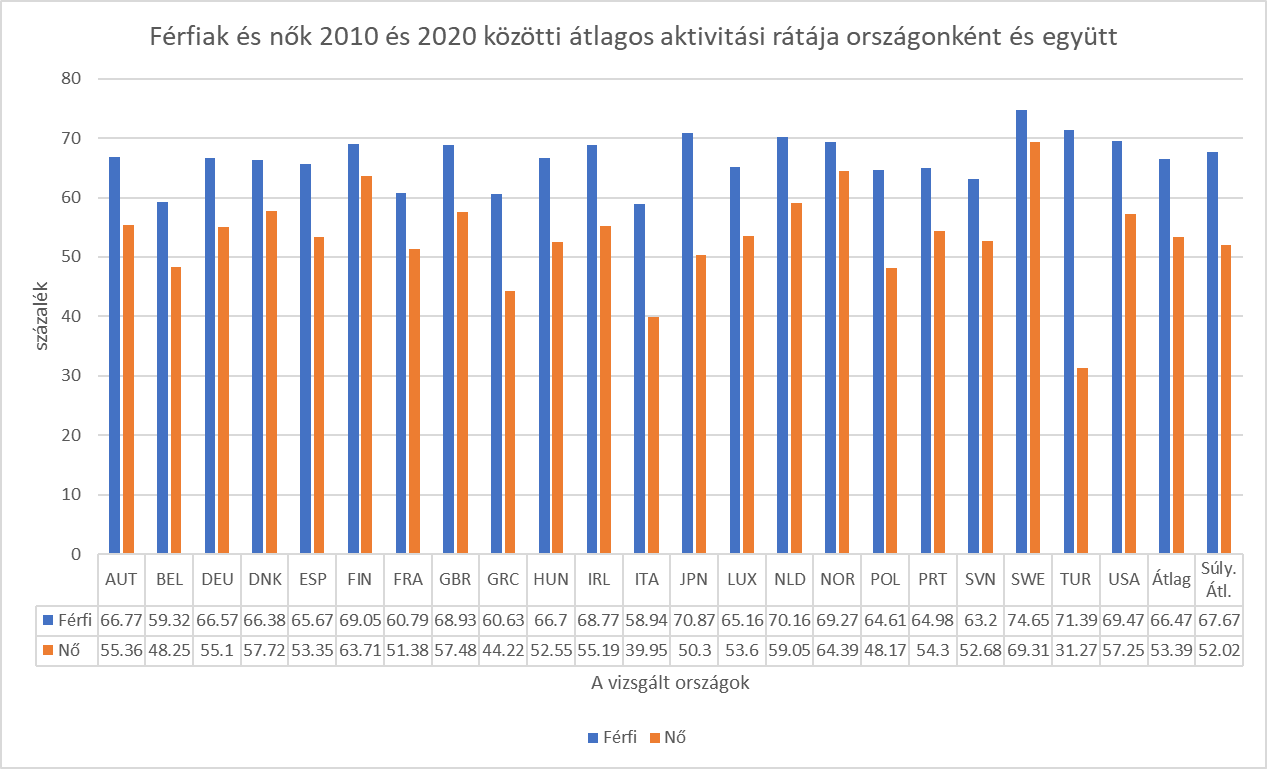 Férfiak és nők 2010 és 2020 közötti átlagos aktivitási rátája országonként és együtt
80
70
60
50
40
30
20
10
0
százalék
AUT BEL DEU DNK ESP FIN FRA GBR GRC HUN IRL ITA JPN LUX NLD NOR POL PRT SVN SWE TUR USA Átlag Súly. Átl.
Férfi 66.77 59.32 66.57 66.38 65.67 69.05 60.79 68.93 60.63 66.7 68.77 58.94 70.87 65.16 70.16 69.27 64.61 64.98 63.2 74.65 71.39 69.47 66.47 67.67
Nő 55.36 48.25 55.1 57.72 53.35 63.71 51.38 57.48 44.22 52.55 55.19 39.95 50.3 53.6 59.05 64.39 48.17 54.3 52.68 69.31 31.27 57.25 53.39 52.02
A vizsgált országok
Férfi Nő